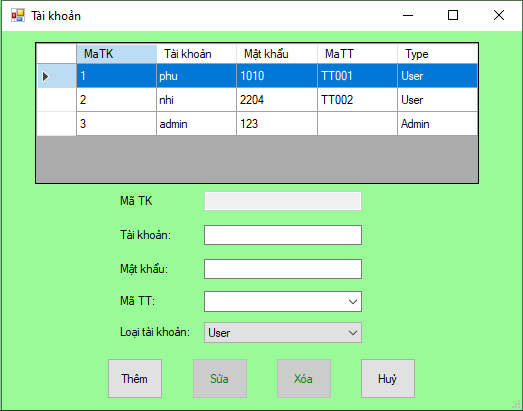 Tài khoản
MaTK Tài khoản Mật khẩu MaTT Type
1 phu 1010 TT001 User
2 nhi 2204 TT002 User
3 admin 123 Admin
Mã TK
Tài khoản:
Mật khẩu:
Mã TT:
Loại tài khoản: User
Thêm Sửa Xóa Huỷ